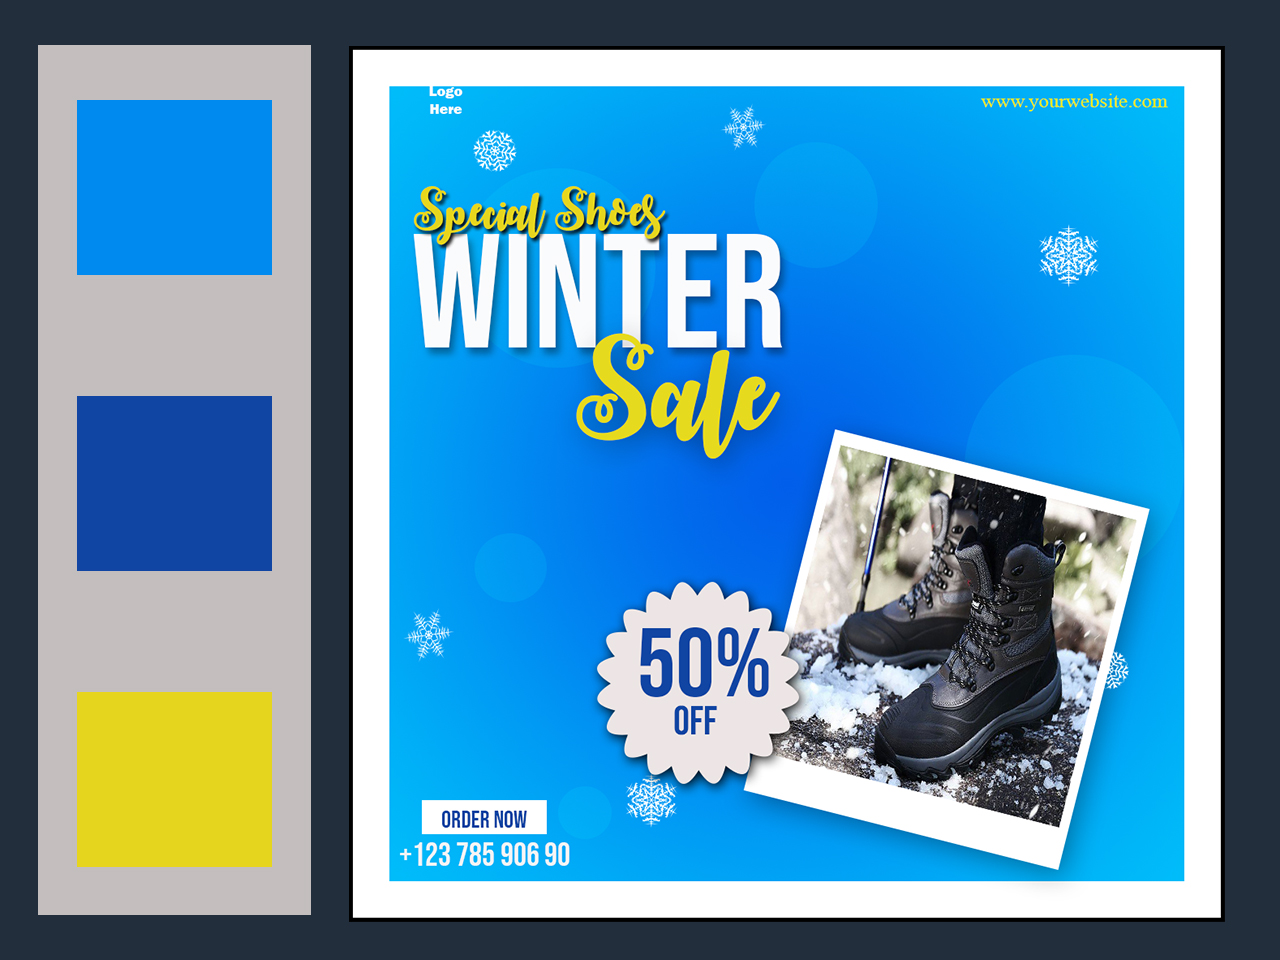 Logo
Here
www.yourwebsite.com
Special Shoes
WINTER
Sale
50%
OFF
ORDER NOW
+123 785 906 90